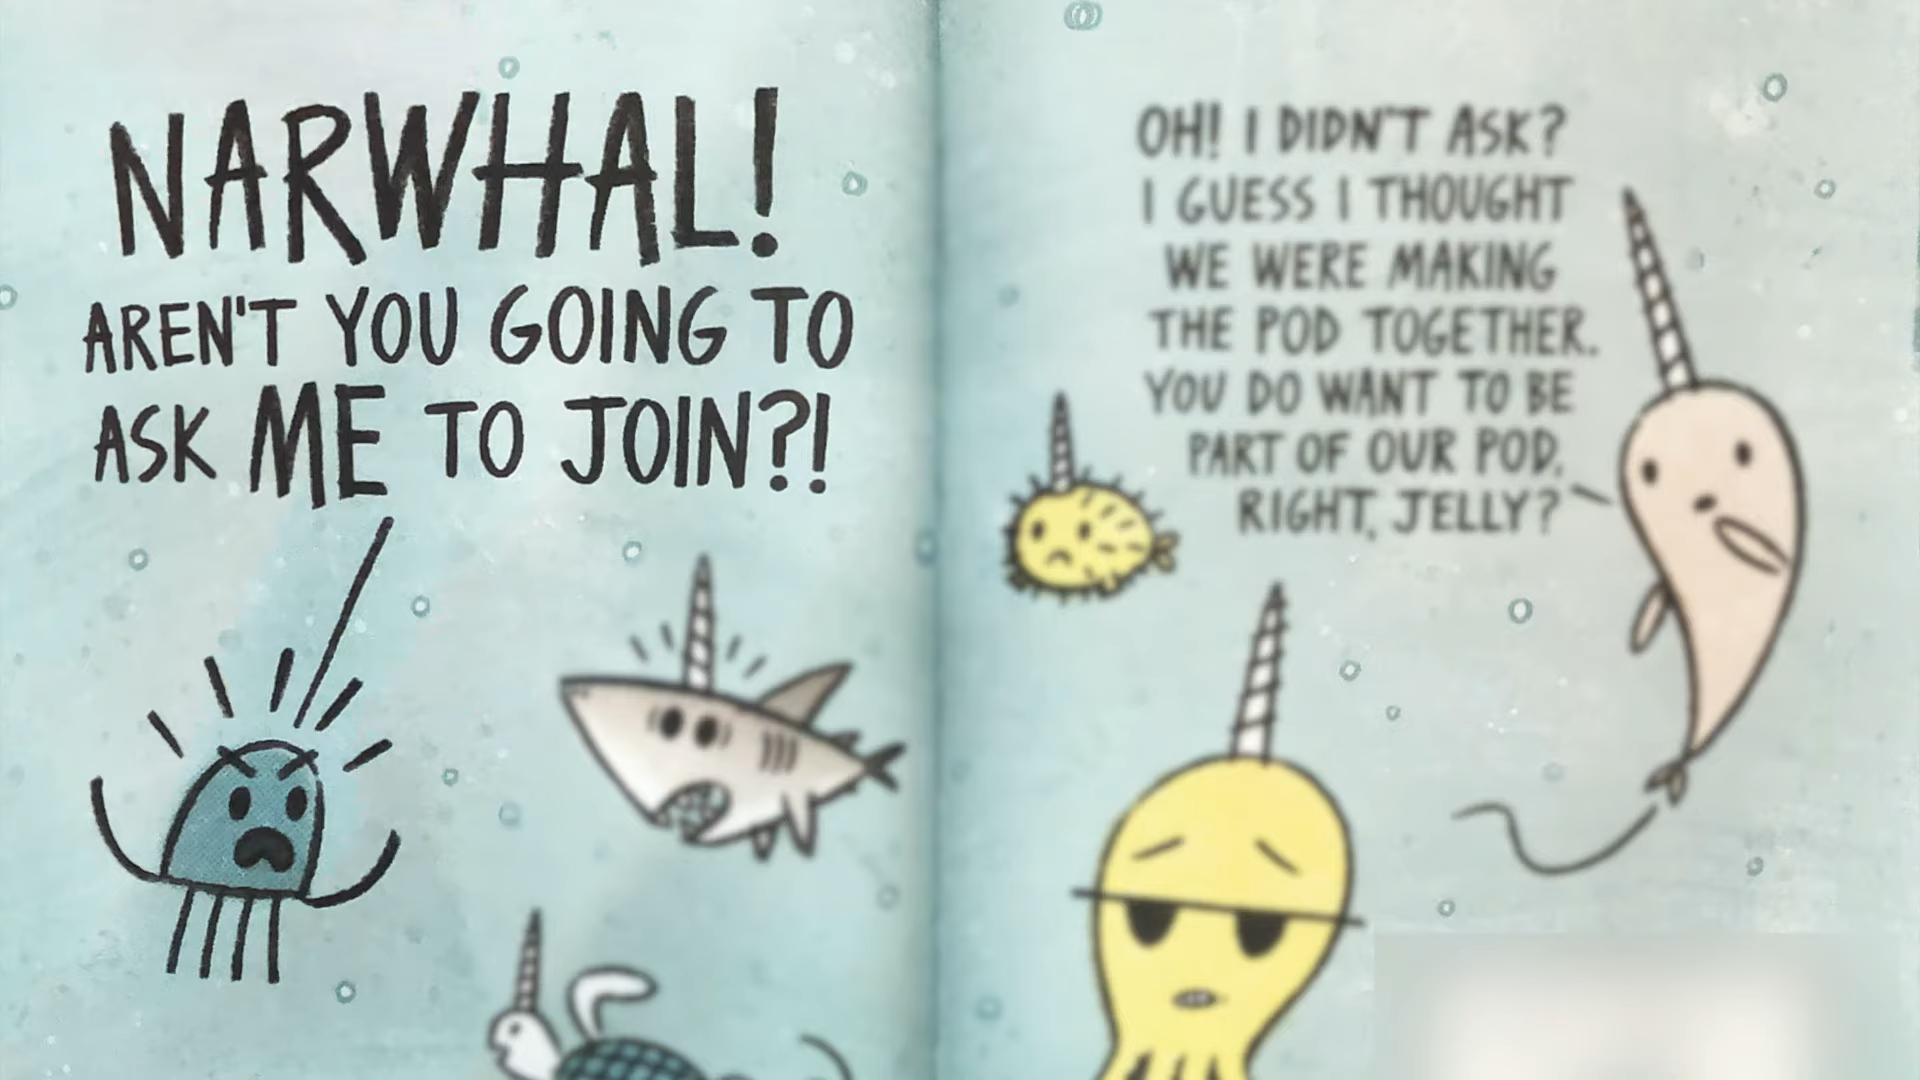 NARWHAL!
AREN'T YOU GOING TO
ASK ME TO JOIN?!
OH! I DIDN'T ASK?
I GUESS I THOUGHT
WE WERE MAKING
THE POD TOGETHER.
YOU DO WANT TO BE
PART OF OUR POD,
RIGHT, JELLY?